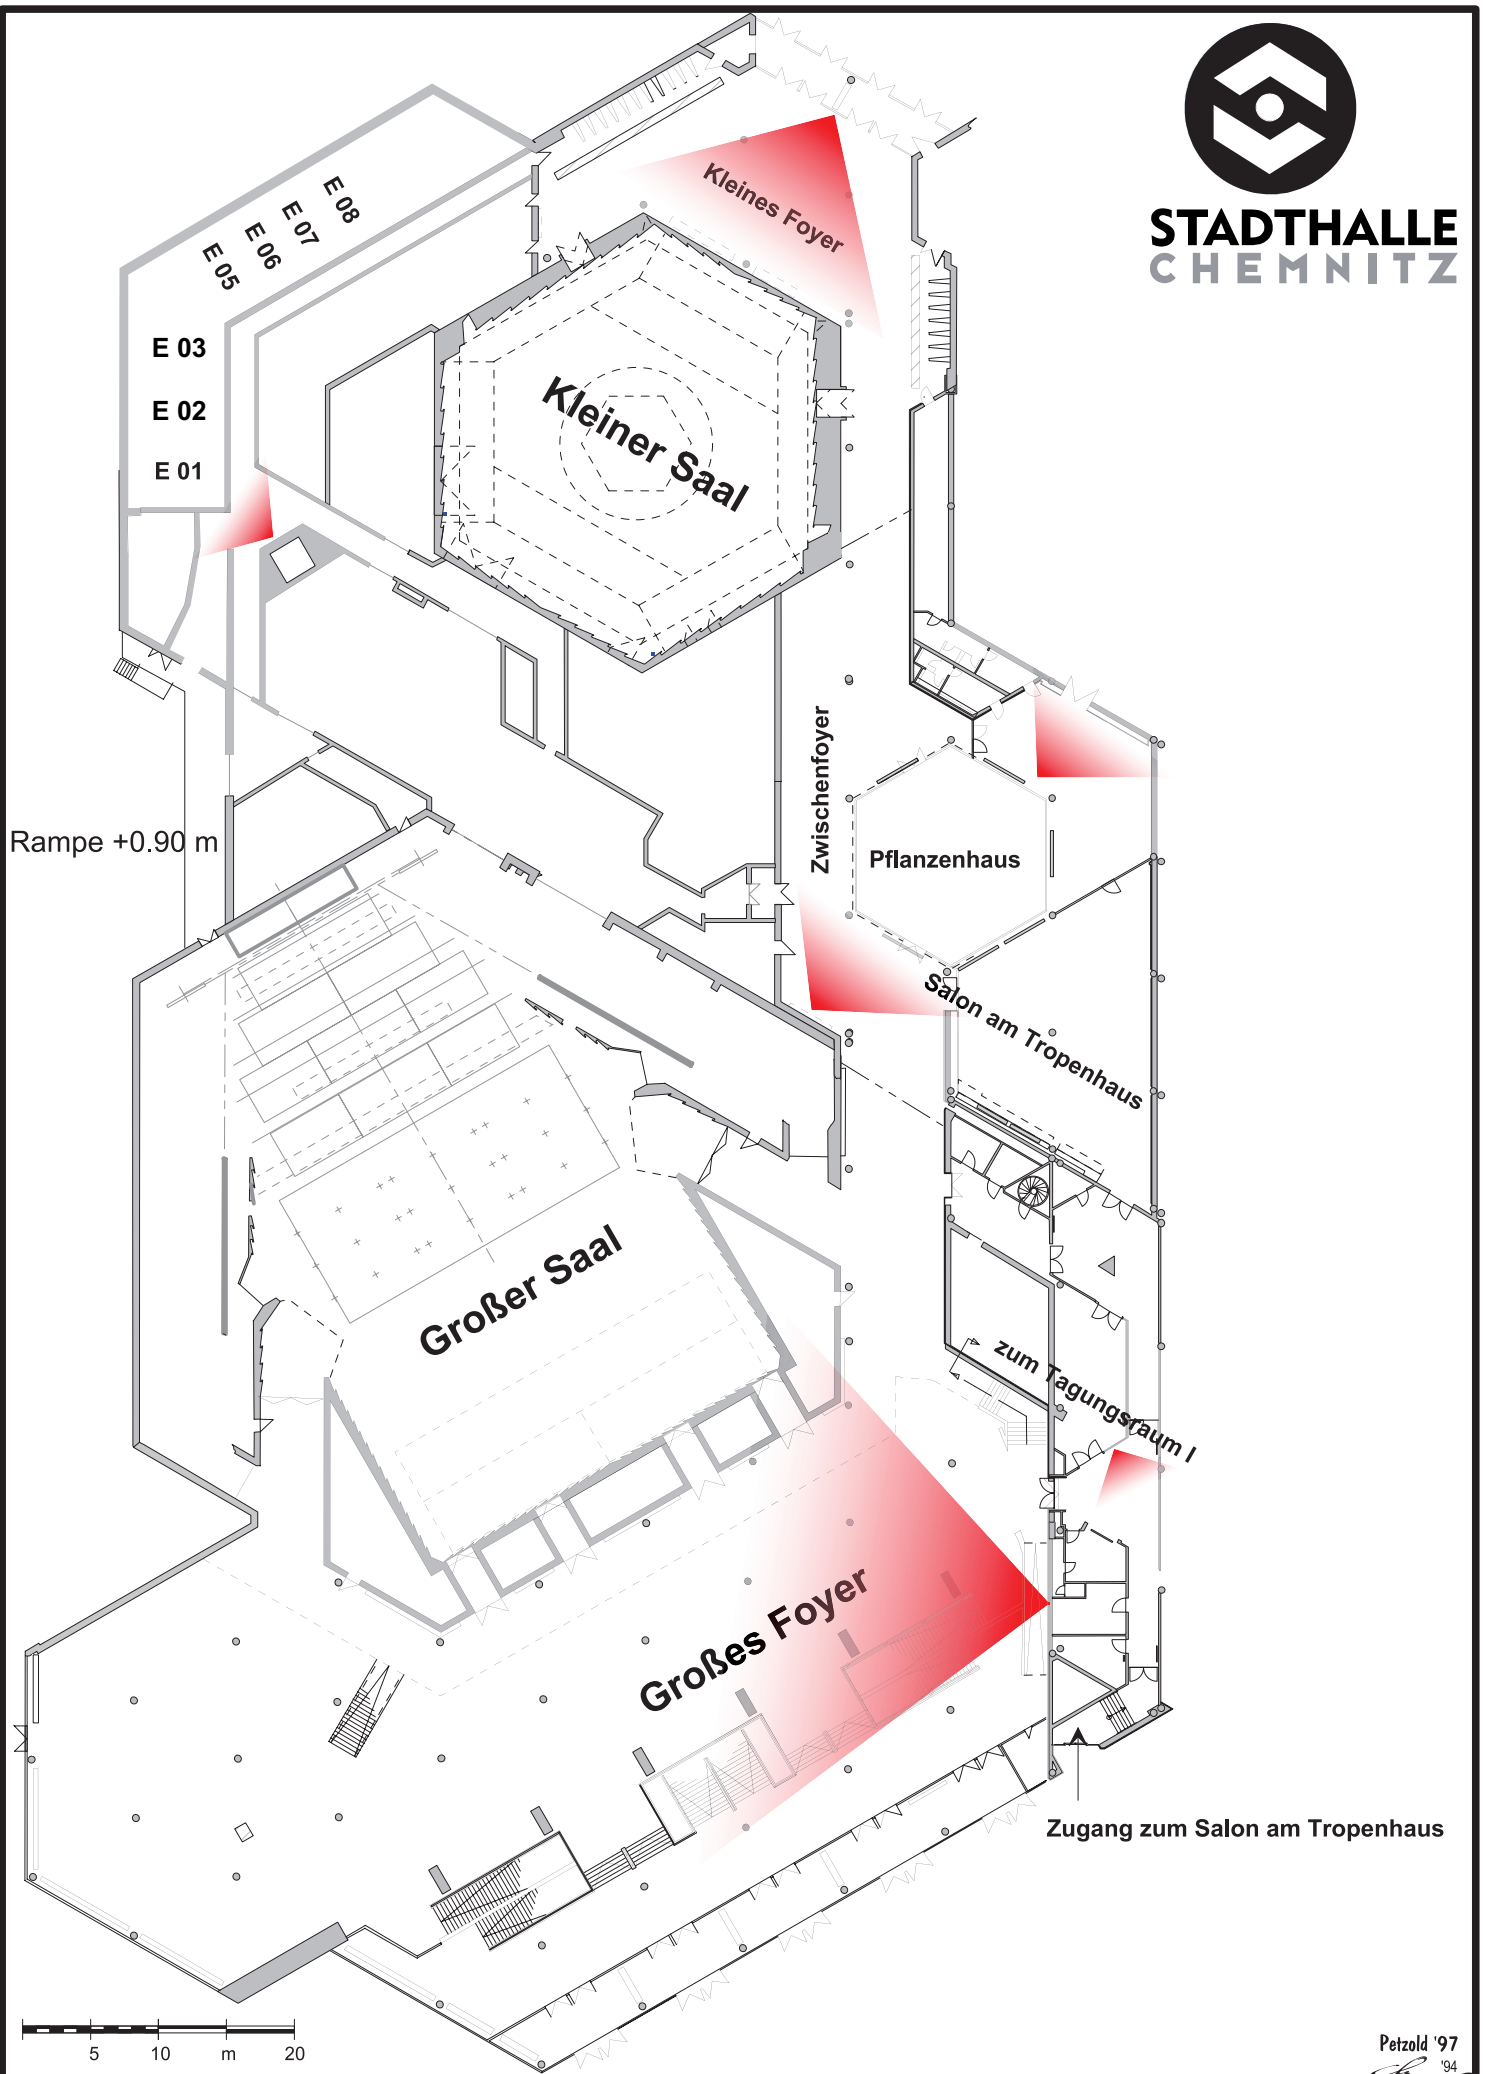 STADTHALLE
CHEMNITZ
Kleines Foyer
E 08
E 07
E 06
E 05
E 03
E 02
E 01
Kleiner Saal
Zwischenfoyer
Pflanzenhaus
Rampe +0.90 m
Salon am Tropenhaus
Großer Saal
zum Tagungsraum I
Großes Foyer
Zugang zum Salon am Tropenhaus
5 10 m 20
Petzold '97
'94